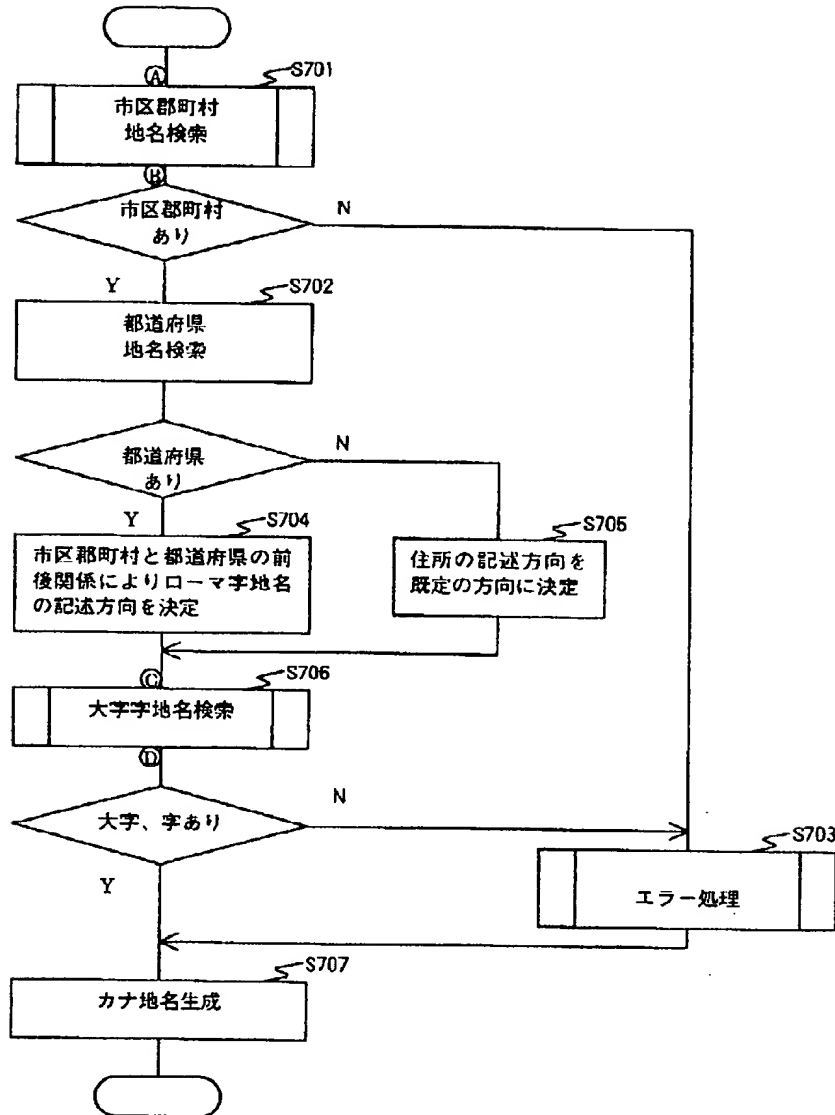 Ⓐ
S701
市区郡町村
地名検索
Ⓑ
市区郡町村
あり
N
Y
S702
都道府県
地名検索
都道府県
あり
N
Y
S704
市区郡町村と都道府県の前
後関係によりローマ字地名
の記述方向を決定
S705
住所の記述方向を
既定の方向に決定
Ⓒ
S706
大字字地名検索
Ⓓ
大字、字あり
N
Y
S703
エラー処理
S707
カナ地名生成